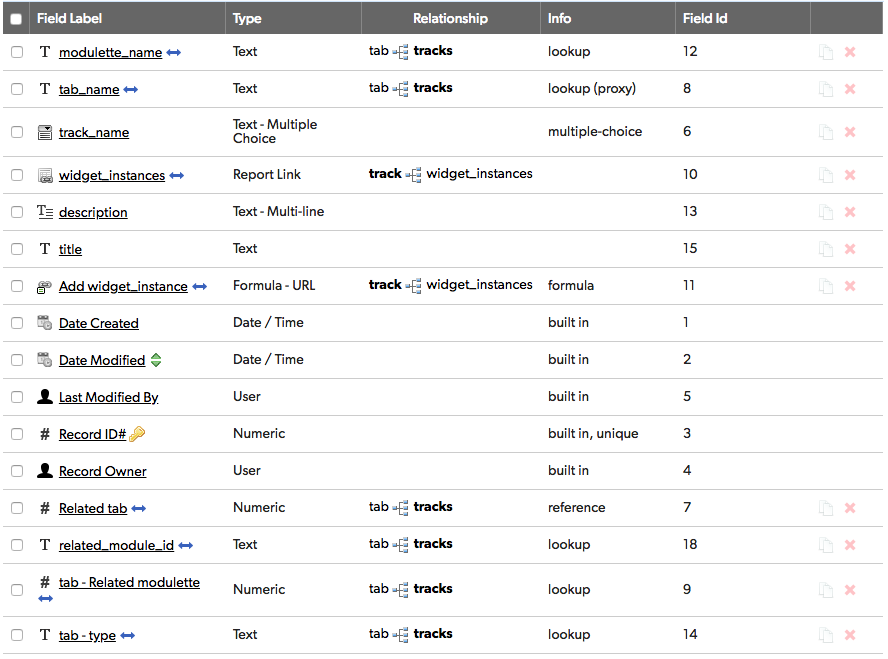 Field Label Type Relationship Info Field Id
T modulette_name Text tab tracks lookup 12
T tab_name Text tab tracks lookup (proxy) 8
track_name Text - Multiple Choice multiple-choice 6
widget_instances Report Link track widget_instances 10
T description Text - Multi-line 13
T title Text 15
Add widget_instance Formula - URL track widget_instances formula 11
Date Created Date / Time built in 1
Date Modified Date / Time built in 2
Last Modified By User built in 5
# Record ID# Numeric built in, unique 3
Record Owner User built in 4
# Related tab Numeric tab tracks reference 7
T related_module_id Text tab tracks lookup 18
# tab - Related modulette Numeric tab tracks lookup 9
T tab - type Text tab tracks lookup 14